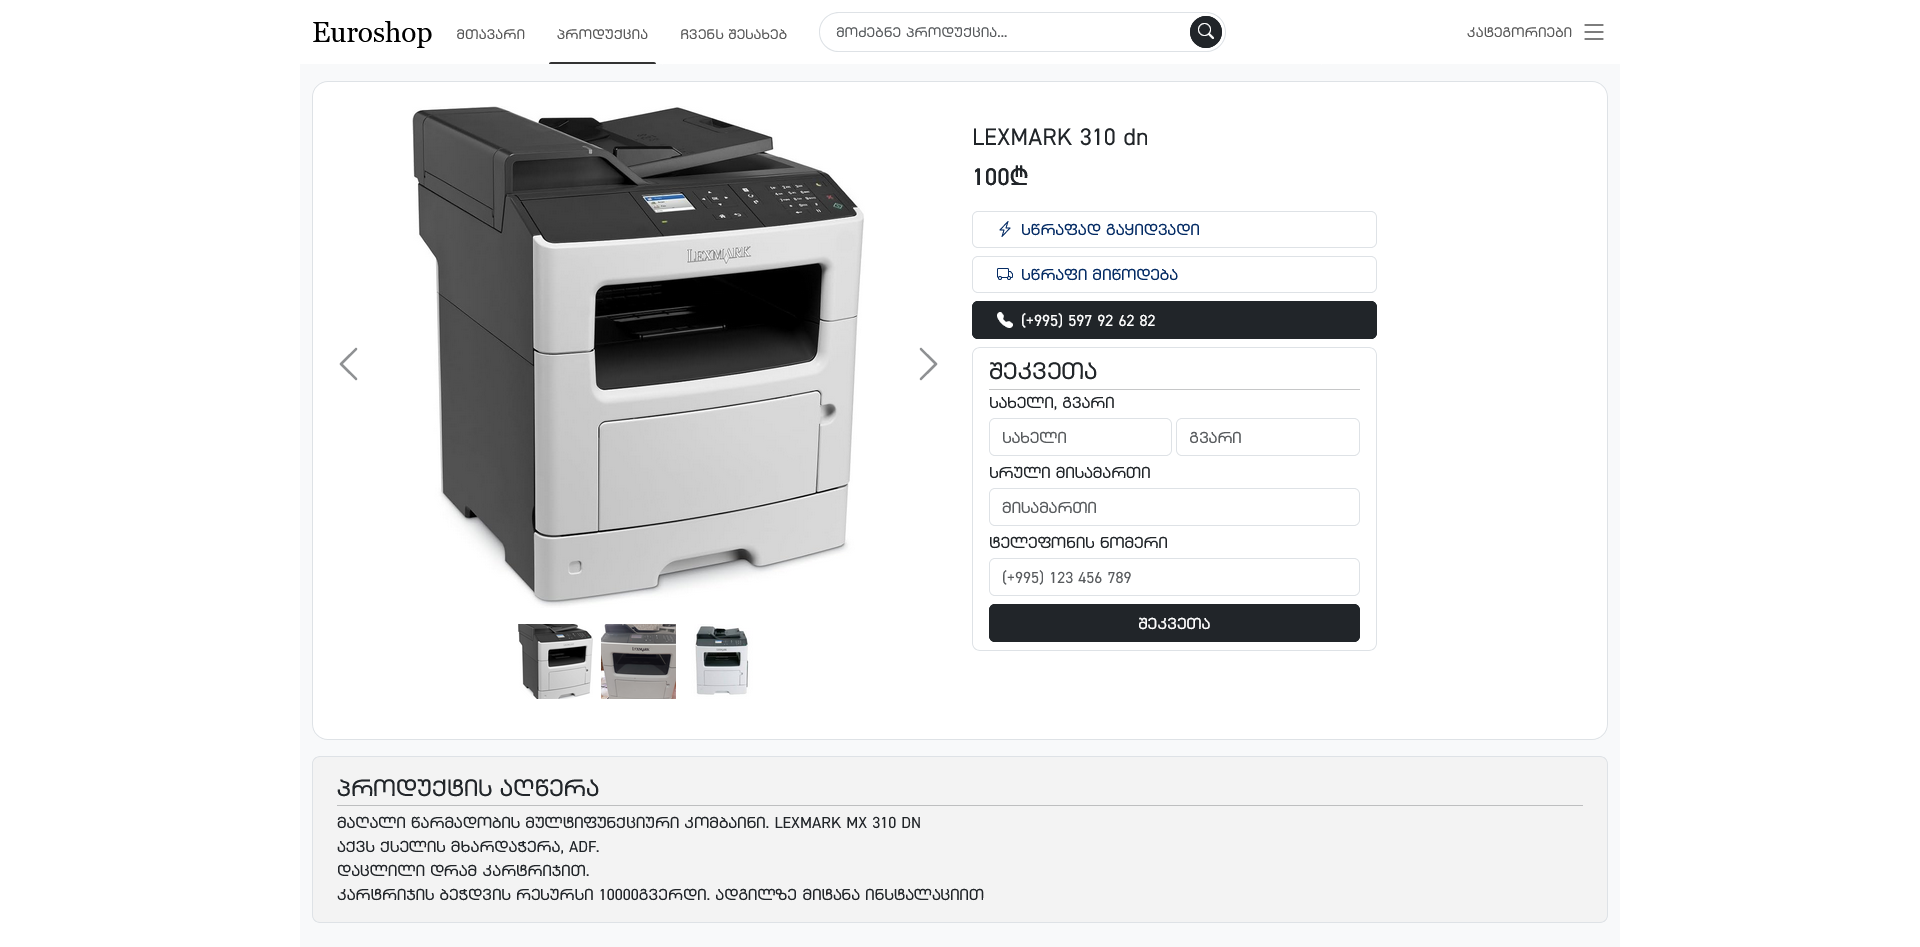 Euroshop
მთავარი
პროდუქცია
ჩვენს შესახებ
მოძებნე პროდუქცია...
კატეგორიები
LEXMARK
LEXMARK 310 dn
100₾
სწრაფად გაყიდვადი
სწრაფი მიწოდება
(+995) 597 92 62 82
შეკვეთა
სახელი, გვარი
სახელი
გვარი
სრული მისამართი
მისამართი
ტელეფონის ნომერი
(+995) 123 456 789
შეკვეთა
პროდუქტის აღწერა
მაღალი წარმადობის მულტიფუნქციური კომბაინი. LEXMARK MX 310 DN
აქვს ქსელის მხარდაჭერა, ADF.
დაცლილი დრამ კარტრიჯით.
კარტრიჯის ბეჭდვის რესურსი 10000გვერდი. ადგილზე მიტანა ინსტალაციით